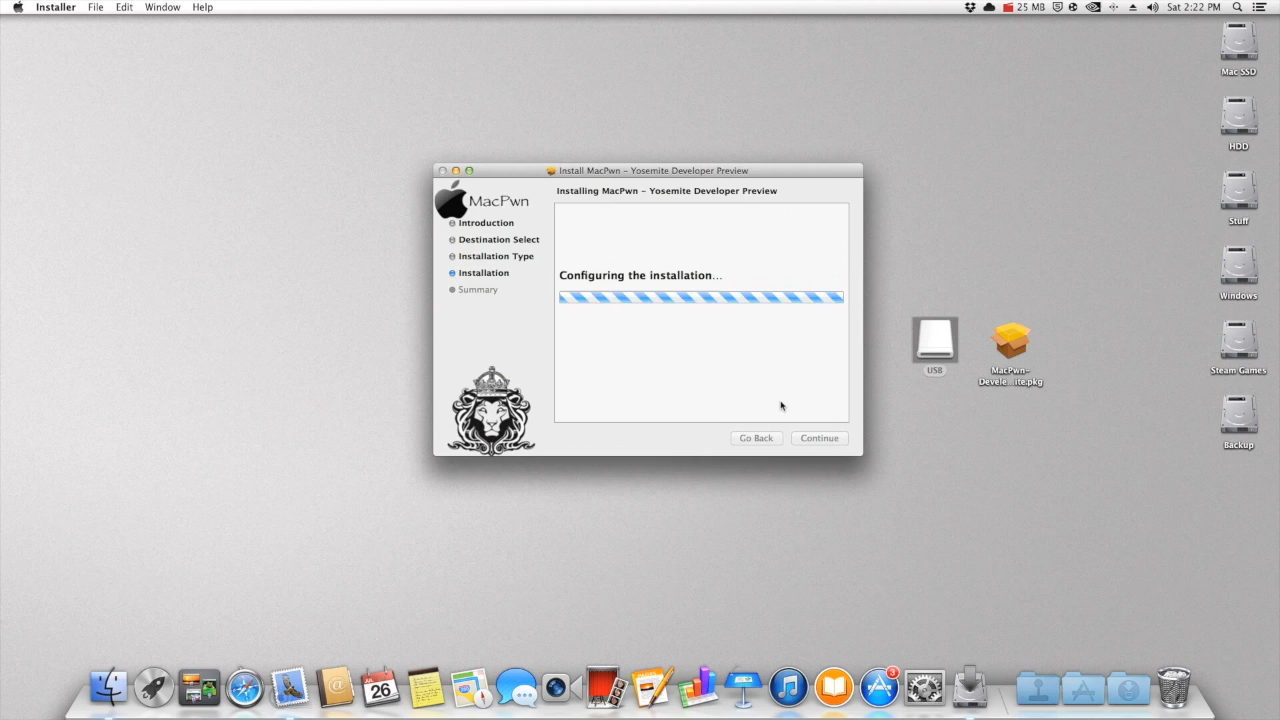 Installer File Edit Window Help 25 MB Sat 2:22 PM
Mac SSD
HDD
Stuff
Windows
Steam Games
Backup
Install MacPwn – Yosemite Developer Preview
MacPwn
Introduction
Destination Select
Installation Type
Installation
Summary
Installing MacPwn – Yosemite Developer Preview
Configuring the installation...
Go Back Continue
USB
MacPwn-
Devele...ite.pkg
JUL
26
3